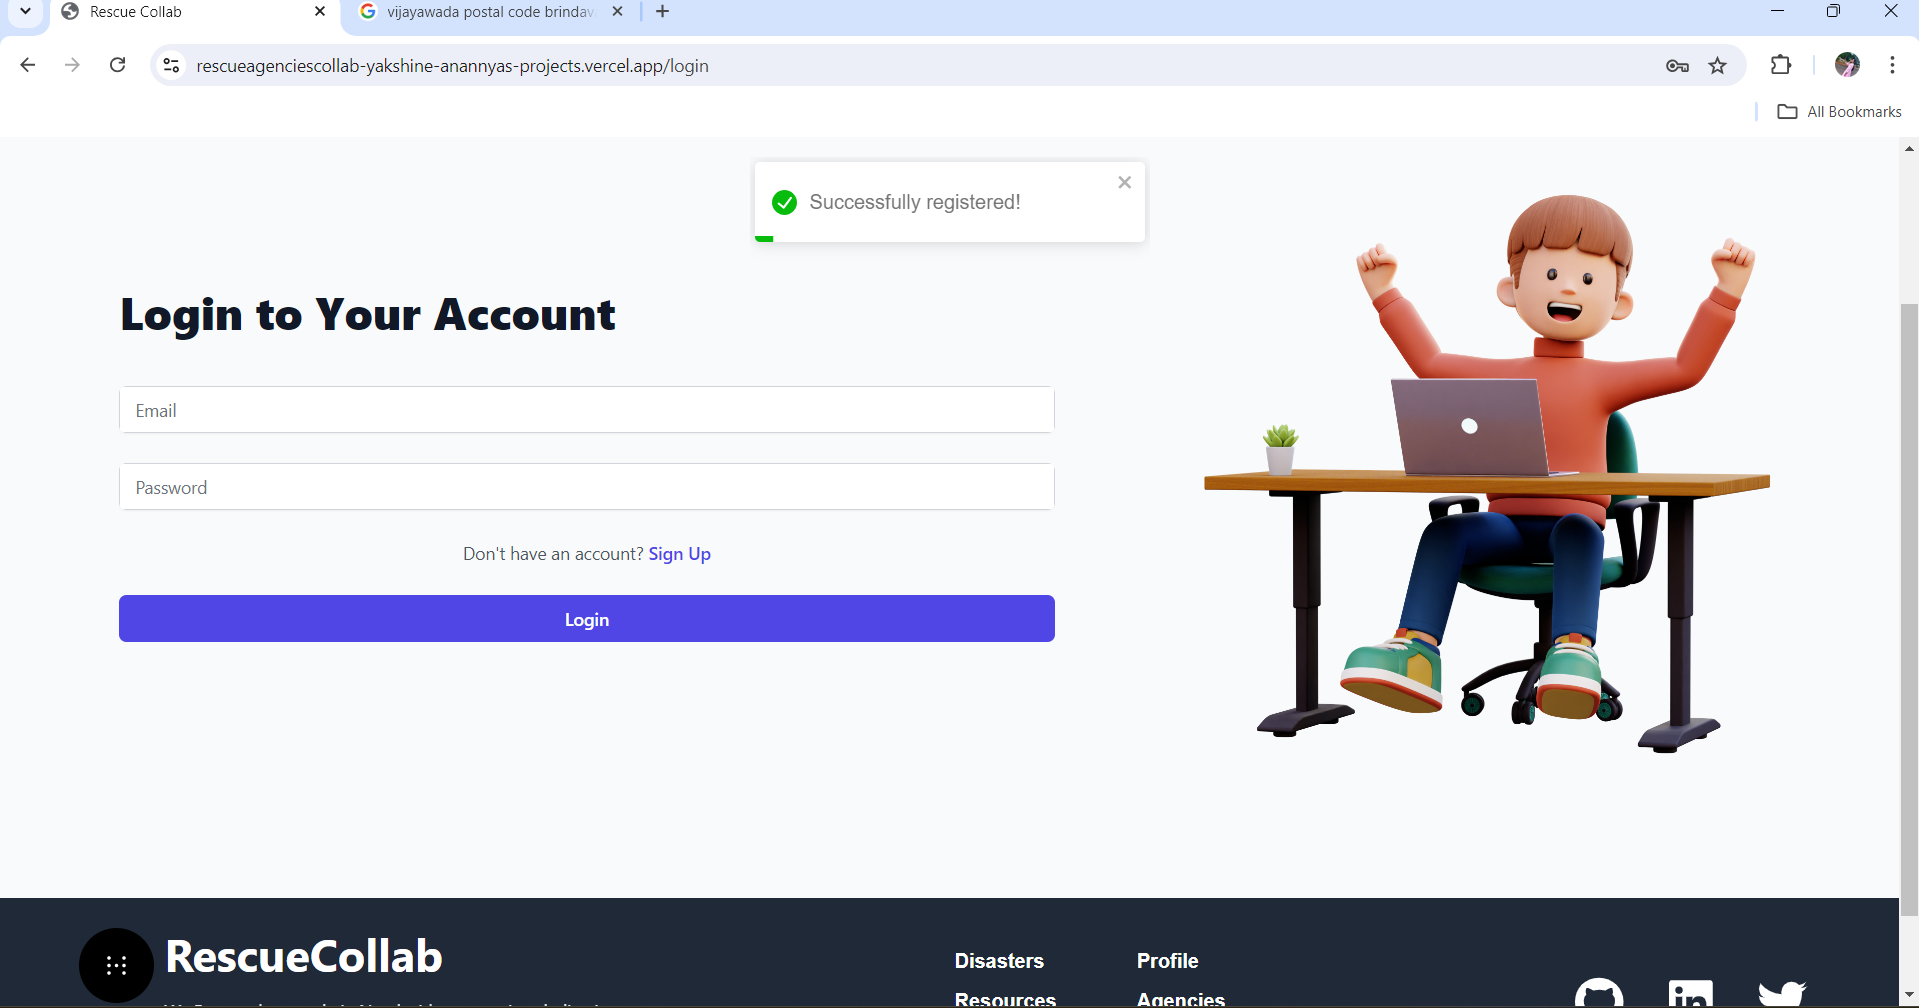 Rescue Collab
vijayawada postal code brindav
rescueagenciescollab-yakshine-anannyas-projects.vercel.app/login
All Bookmarks
Successfully registered!
Login to Your Account
Email
Password
Don't have an account? Sign Up
Login
RescueCollab
Disasters
Profile
Resources
Agencies
in